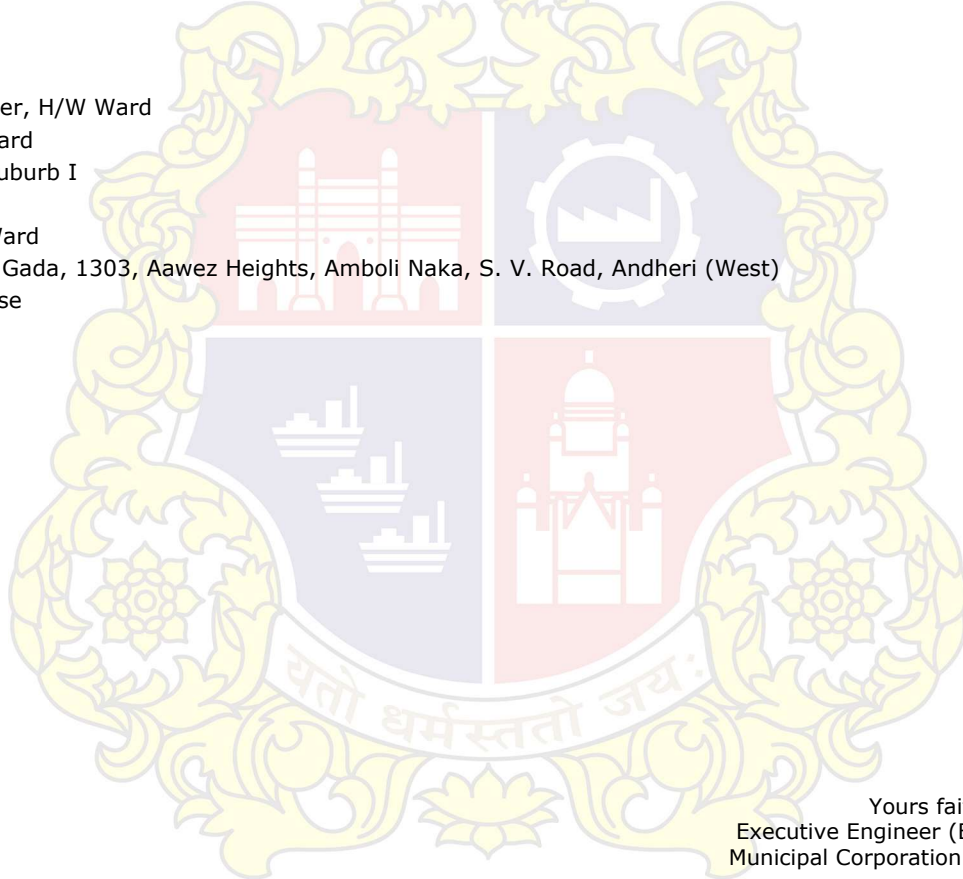 er, H/W Ward
ard
uburb I
Ward
Gada, 1303, Aawez Heights, Amboli Naka, S. V. Road, Andheri (West)
se
यतो धर्मस्ततो जय:
Yours fai
Executive Engineer (B
Municipal Corporation